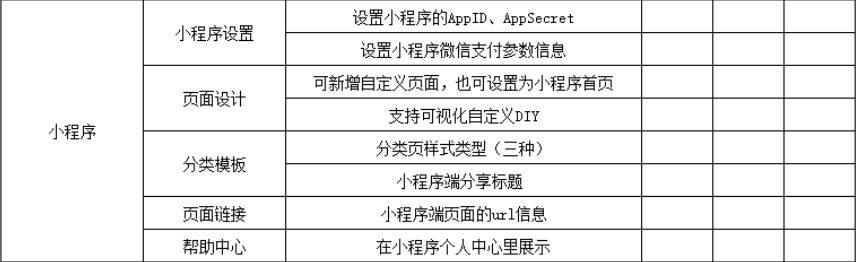 小程序
小程序设置
设置小程序的AppID、AppSecret
设置小程序微信支付参数信息
页面设计
可新增自定义页面，也可设置为小程序首页
支持可视化自定义DIY
分类模板
分类页样式类型（三种）
小程序端分享标题
页面链接
小程序端页面的url信息
帮助中心
在小程序个人中心里展示